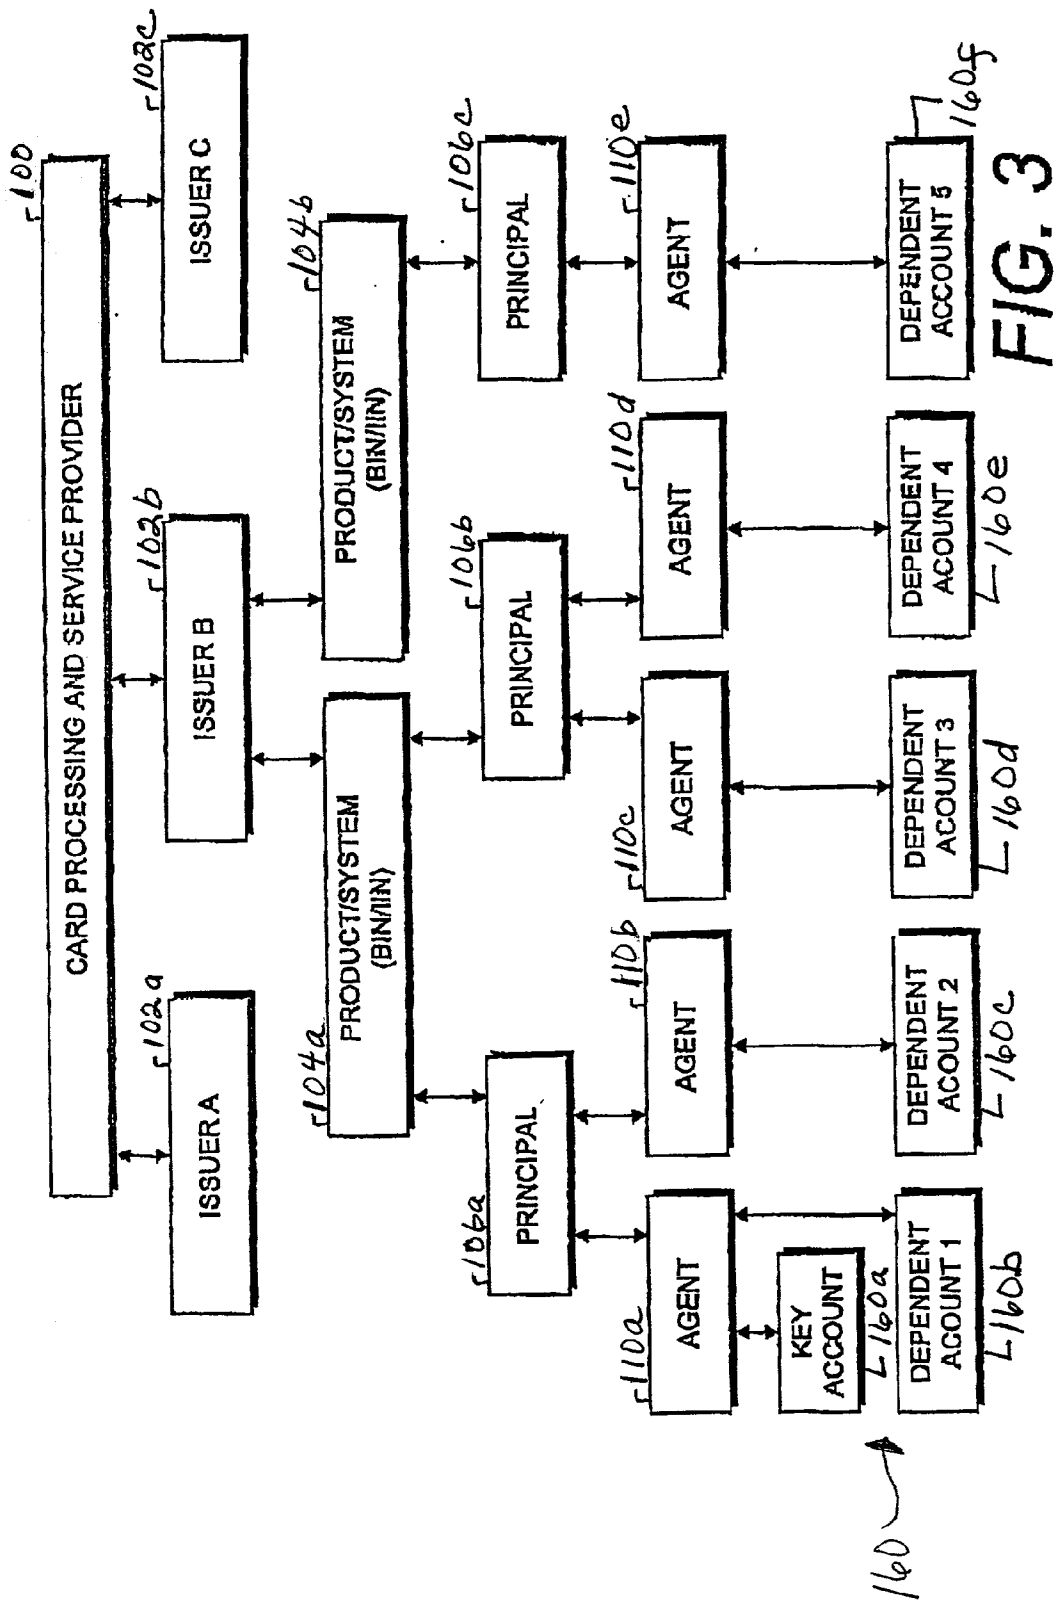 100
CARD PROCESSING AND SERVICE PROVIDER
102a
102b
102c
ISSUER A
ISSUER B
ISSUER C
104a
104b
PRODUCT/SYSTEM
(BIN/IIN)
PRODUCT/SYSTEM
(BIN/IIN)
106a
106b
106c
PRINCIPAL
PRINCIPAL
PRINCIPAL
110a
110b
110c
110d
110e
AGENT
AGENT
AGENT
AGENT
AGENT
KEY
ACCOUNT
160a
160
DEPENDENT
ACOUNT 1
DEPENDENT
ACOUNT 2
DEPENDENT
ACOUNT 3
DEPENDENT
ACOUNT 4
DEPENDENT
ACCOUNT 5
160b
160c
160d
160e
160f
FIG. 3